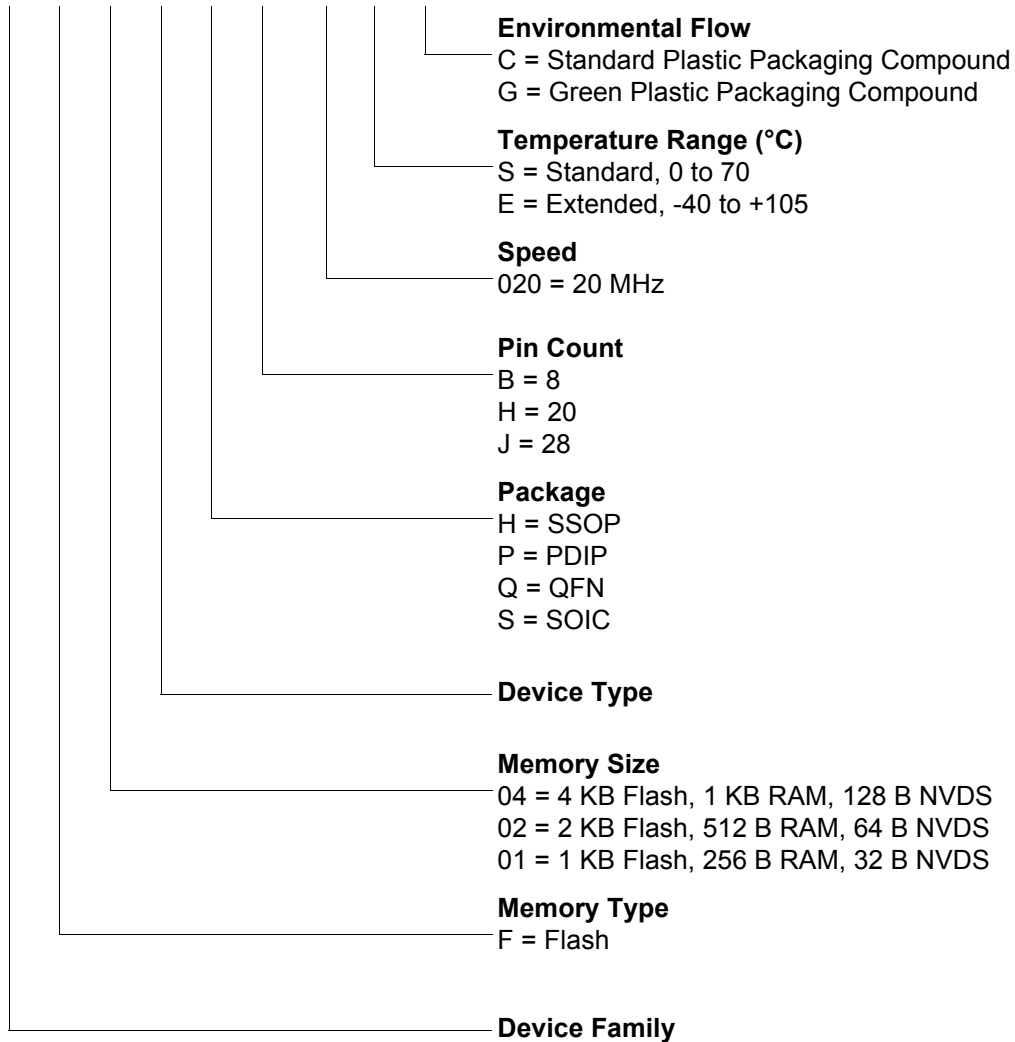 Environmental Flow
C = Standard Plastic Packaging Compound
G = Green Plastic Packaging Compound
Temperature Range (°C)
S = Standard, 0 to 70
E = Extended, -40 to +105
Speed
020 = 20 MHz
Pin Count
B = 8
H = 20
J = 28
Package
H = SSOP
P = PDIP
Q = QFN
S = SOIC
Device Type
Memory Size
04 = 4 KB Flash, 1 KB RAM, 128 B NVDS
02 = 2 KB Flash, 512 B RAM, 64 B NVDS
01 = 1 KB Flash, 256 B RAM, 32 B NVDS
Memory Type
F = Flash
Device Family